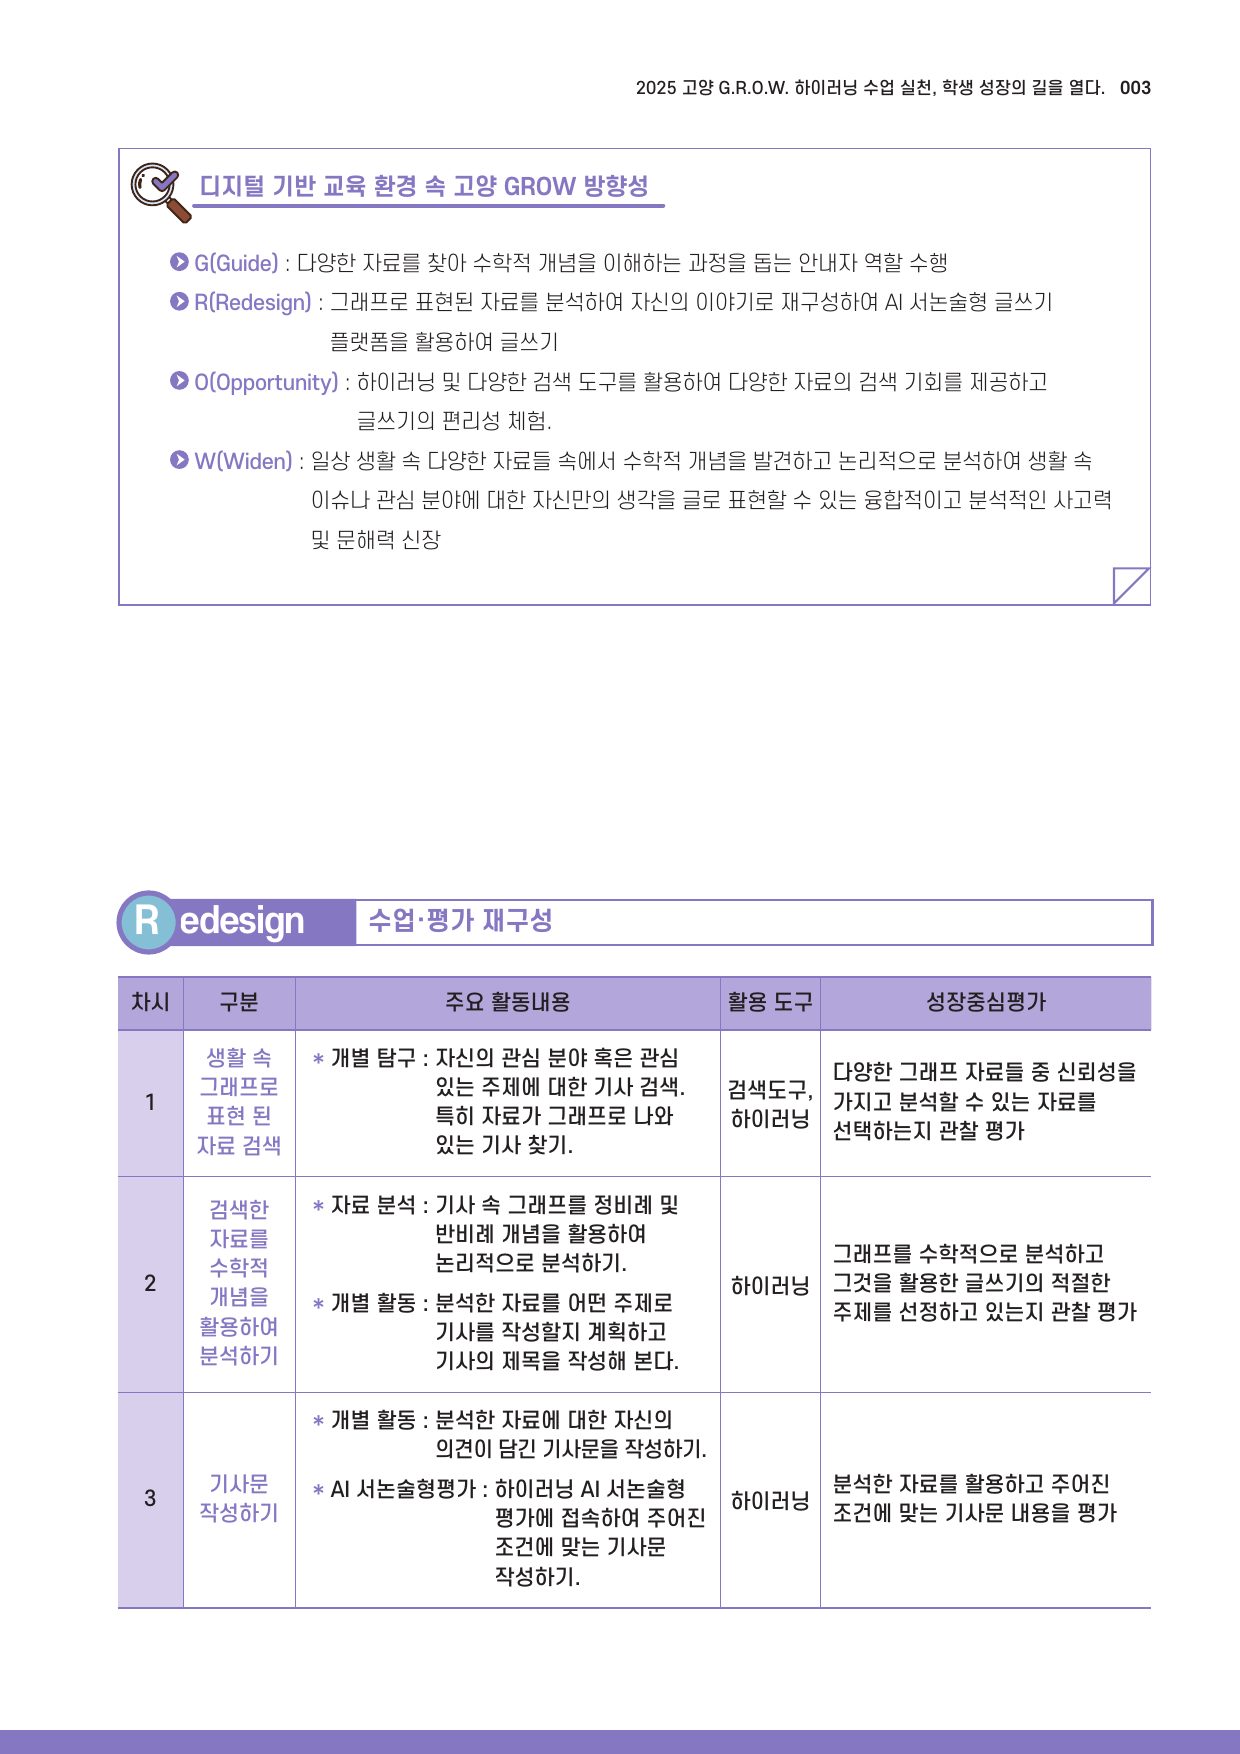 2025 고양 G.R.O.W. 하이러닝 수업 실천, 학생 성장의 길을 열다. 003
디지털 기반 교육 환경 속 고양 GROW 방향성
G(Guide) : 다양한 자료를 찾아 수학적 개념을 이해하는 과정을 돕는 안내자 역할 수행
R(Redesign) : 그래프로 표현된 자료를 분석하여 자신의 이야기로 재구성하여 AI 서논술형 글쓰기
플랫폼을 활용하여 글쓰기
O(Opportunity) : 하이러닝 및 다양한 검색 도구를 활용하여 다양한 자료의 검색 기회를 제공하고
글쓰기의 편리성 체험.
W(Widen) : 일상 생활 속 다양한 자료들 속에서 수학적 개념을 발견하고 논리적으로 분석하여 생활 속
이슈나 관심 분야에 대한 자신만의 생각을 글로 표현할 수 있는 융합적이고 분석적인 사고력
및 문해력 신장
Redesign 수업·평가 재구성
차시 구분 주요 활동내용 활용 도구 성장중심평가
1
생활 속
그래프로
표현 된
자료 검색
* 개별 탐구 : 자신의 관심 분야 혹은 관심
있는 주제에 대한 기사 검색.
특히 자료가 그래프로 나와
있는 기사 찾기.
검색도구,
하이러닝
다양한 그래프 자료들 중 신뢰성을
가지고 분석할 수 있는 자료를
선택하는지 관찰 평가
2
검색한
자료를
수학적
개념을
활용하여
분석하기
* 자료 분석 : 기사 속 그래프를 정비례 및
반비례 개념을 활용하여
논리적으로 분석하기.
* 개별 활동 : 분석한 자료를 어떤 주제로
기사를 작성할지 계획하고
기사의 제목을 작성해 본다.
하이러닝
그래프를 수학적으로 분석하고
그것을 활용한 글쓰기의 적절한
주제를 선정하고 있는지 관찰 평가
3
기사문
작성하기
* 개별 활동 : 분석한 자료에 대한 자신의
의견이 담긴 기사문을 작성하기.
* AI 서논술형평가 : 하이러닝 AI 서논술형
평가에 접속하여 주어진
조건에 맞는 기사문
작성하기.
하이러닝
분석한 자료를 활용하고 주어진
조건에 맞는 기사문 내용을 평가